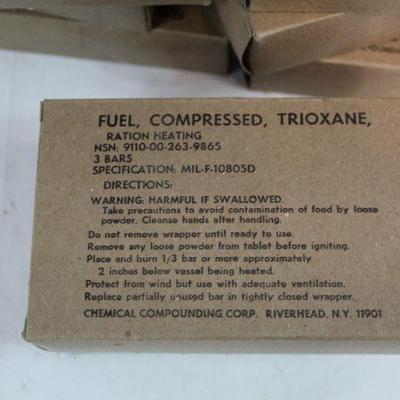 FUEL, COMPRESSED, TRIOXANE,
RATION HEATING
NSN: 9110-00-263-9865
3 BARS
SPECIFICATION: MIL-F-10805D
DIRECTIONS:
WARNING: HARMFUL IF SWALLOWED.
Take precautions to avoid contamination of food by loose
powder. Cleanse hands after handling.
Do not remove wrapper until ready to use.
Remove any loose powder from tablet before igniting.
Place and burn 1/3 bar or more approximately
2 inches below vessel being heated.
Protect from wind but use with adequate ventilation.
Replace partially unused bar in tightly closed wrapper.
CHEMICAL COMPOUNDING CORP. RIVERHEAD, N.Y. 11901